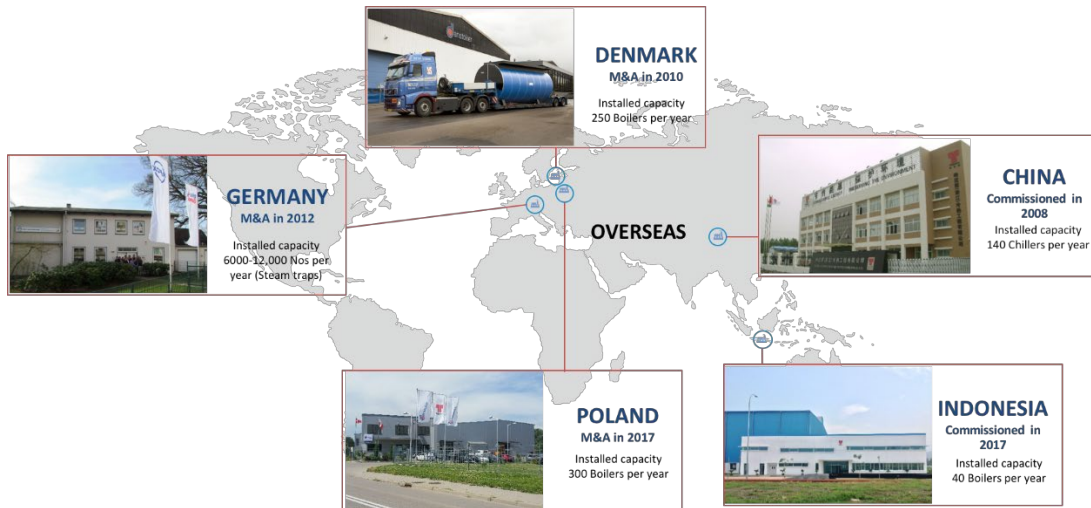 DENMARK
M&A in 2010
Installed capacity
250 Boilers per year
GERMANY
M&A in 2012
Installed capacity
6000-12,000 Nos per
year (Steam traps)
OVERSEAS
CHINA
Commissioned in
2008
Installed capacity
140 Chillers per year
POLAND
M&A in 2017
Installed capacity
300 Boilers per year
INDONESIA
Commissioned in
2017
Installed capacity
40 Boilers per year